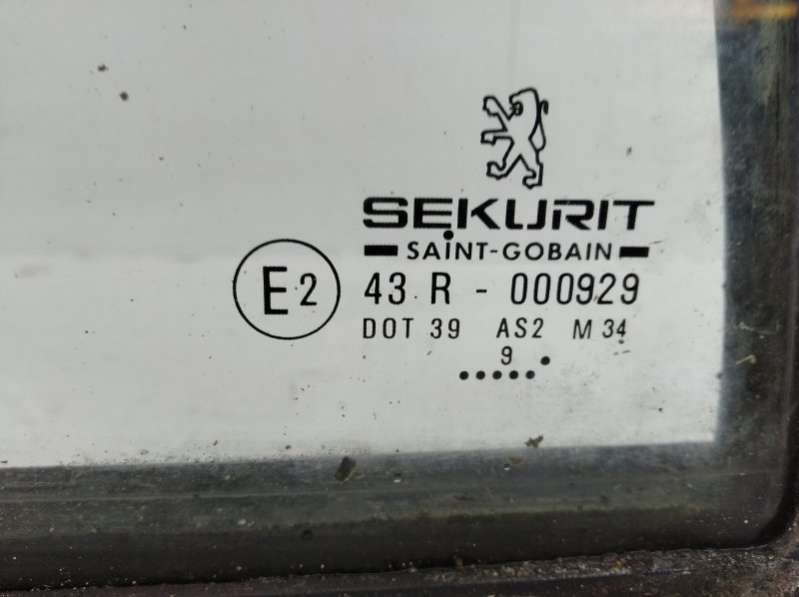 SEKURIT
SAINT-GOBAIN
E2 43 R - 000929
DOT 39 AS2 M 34
9